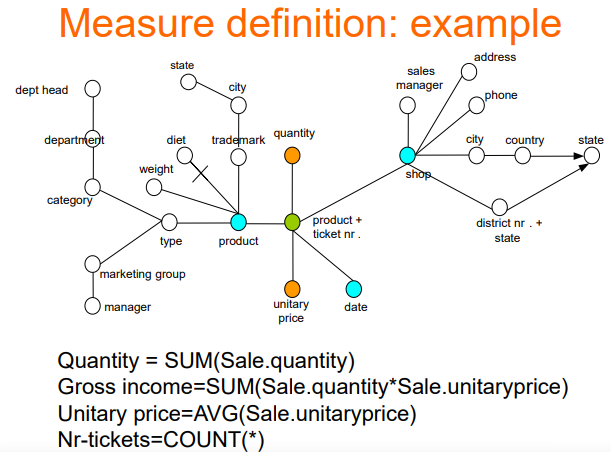 Measure definition: example
state
address
sales
manager
dept head
city
phone
quantity
department
diet
trademark
city
country
state
weight
shop
category
product +
ticket nr .
district nr . +
state
type
product
marketing group
manager
unitary
price
date
Quantity = SUM(Sale.quantity)
Gross income=SUM(Sale.quantity*Sale.unitaryprice)
Unitary price=AVG(Sale.unitaryprice)
Nr-tickets=COUNT(*)